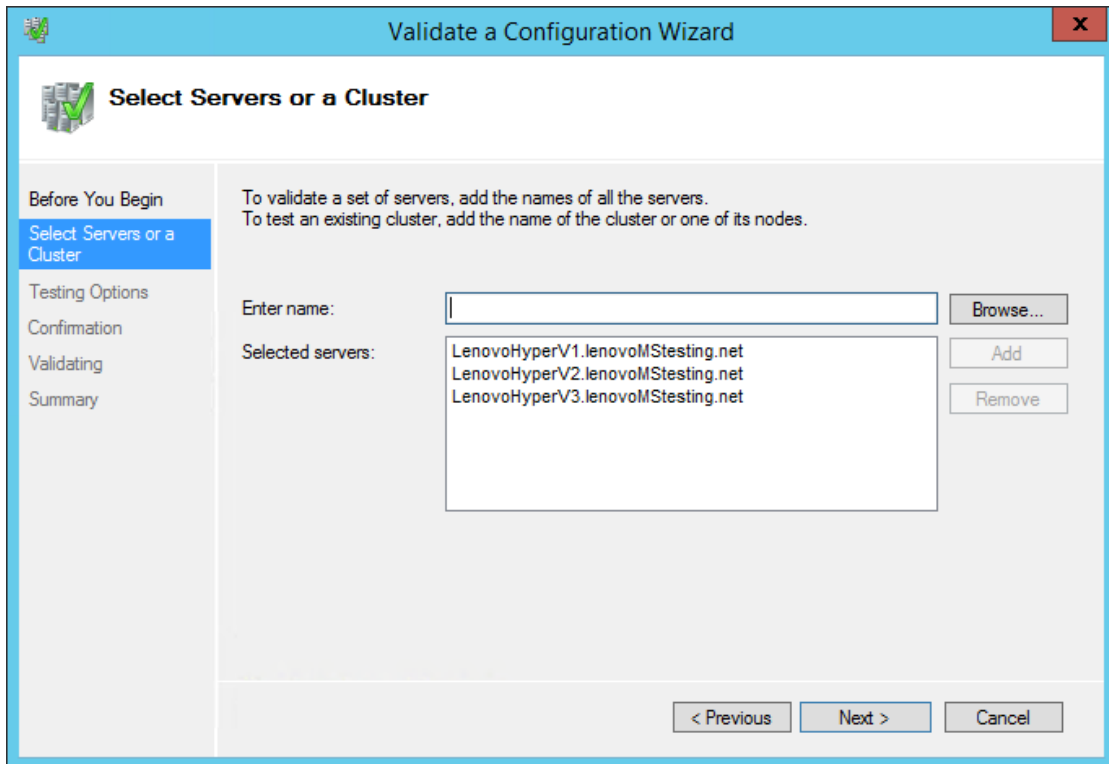 Validate a Configuration Wizard
x
Select Servers or a Cluster
Before You Begin
Select Servers or a
Cluster
Testing Options
Confirmation
Validating
Summary
To validate a set of servers, add the names of all the servers.
To test an existing cluster, add the name of the cluster or one of its nodes.
Enter name:
Browse...
Selected servers:
LenovoHyperV1.lenovoMStesting.net
LenovoHyperV2.lenovoMStesting.net
LenovoHyperV3.lenovoMStesting.net
Add
Remove
< Previous
Next >
Cancel